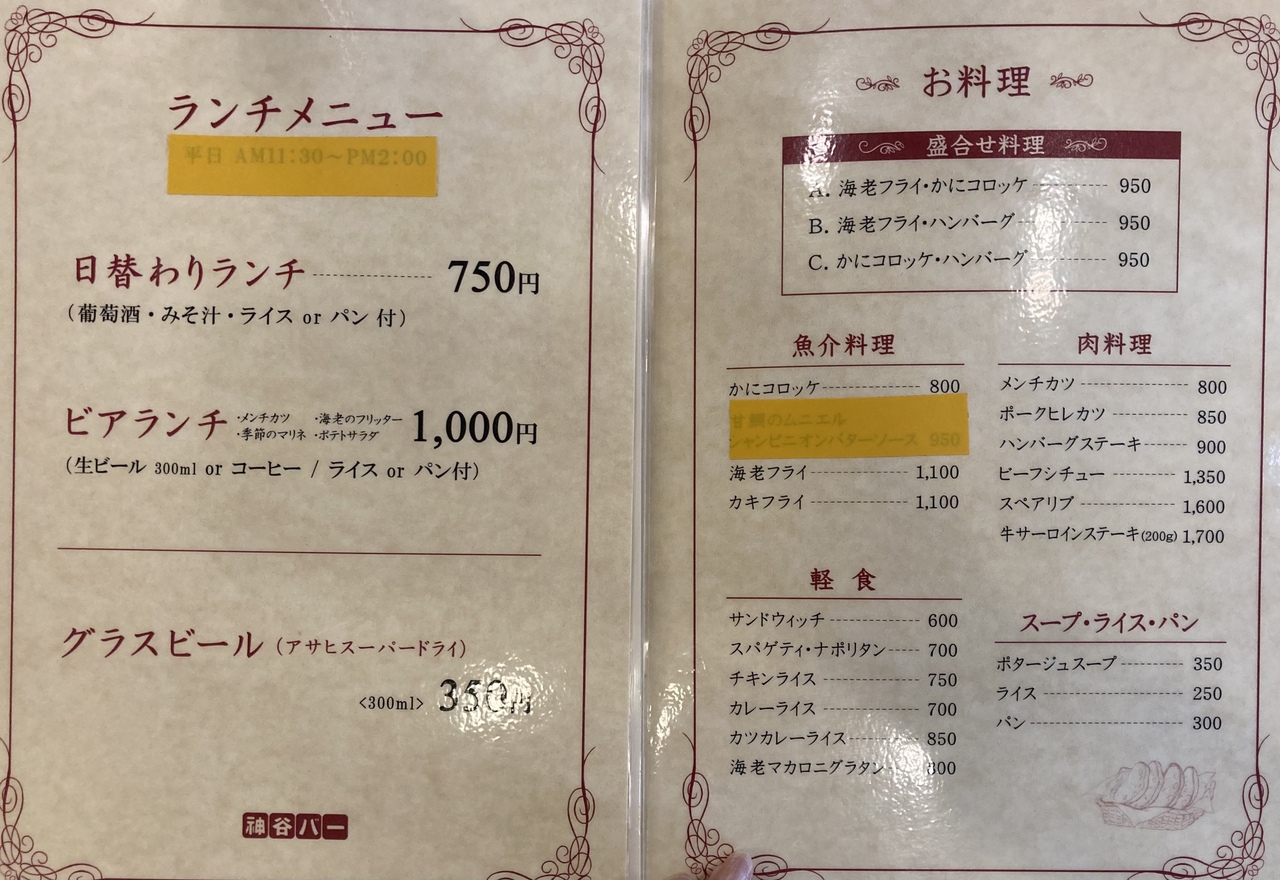 ランチメニュー
平日 AM11:30～PM2:00
日替わりランチ 750円
(葡萄酒・みそ汁・ライス or パン 付)
ビアランチ ・メンチカツ ・海老のフリッター 1,000円
・季節のマリネ ・ポテトサラダ
(生ビール 300ml or コーヒー / ライス or パン付)
グラスビール (アサヒスーパードライ)
<300ml> 350円
神谷バー
お料理
盛合せ料理
A. 海老フライ・かにコロッケ 950
B. 海老フライ・ハンバーグ 950
C. かにコロッケ・ハンバーグ 950
魚介料理
かにコロッケ 800
甘鯛のムニエル
シャンピニオンバターソース 950
海老フライ 1,100
カキフライ 1,100
肉料理
メンチカツ 800
ポークヒレカツ 850
ハンバーグステーキ 900
ビーフシチュー 1,350
スペアリブ 1,600
牛サーロインステーキ(200g) 1,700
軽食
サンドウィッチ 600
スパゲティ・ナポリタン 700
チキンライス 750
カレーライス 700
カツカレーライス 850
海老マカロニグラタン 800
スープ・ライス・パン
ポタージュスープ 350
ライス 250
パン 300